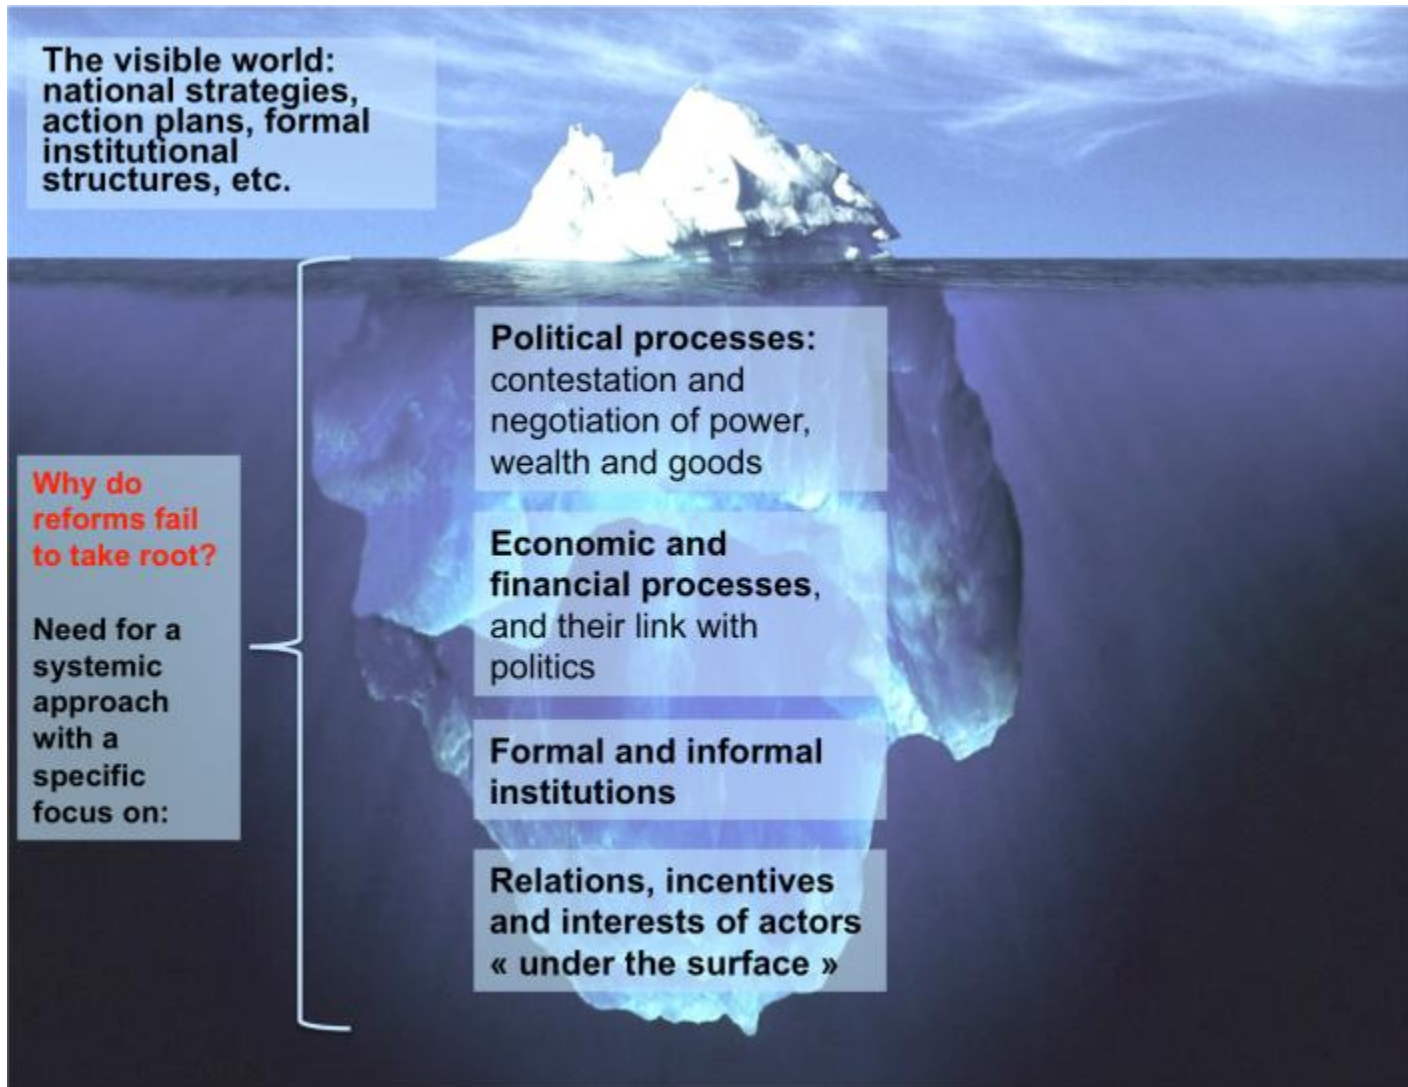 The visible world:
national strategies,
action plans, formal
institutional
structures, etc.
Political processes:
contestation and
negotiation of power,
wealth and goods
Why do
reforms fail
to take root?
Need for a
systemic
approach
with a
specific
focus on:
Economic and
financial processes,
and their link with
politics
Formal and informal
institutions
Relations, incentives
and interests of actors
« under the surface »